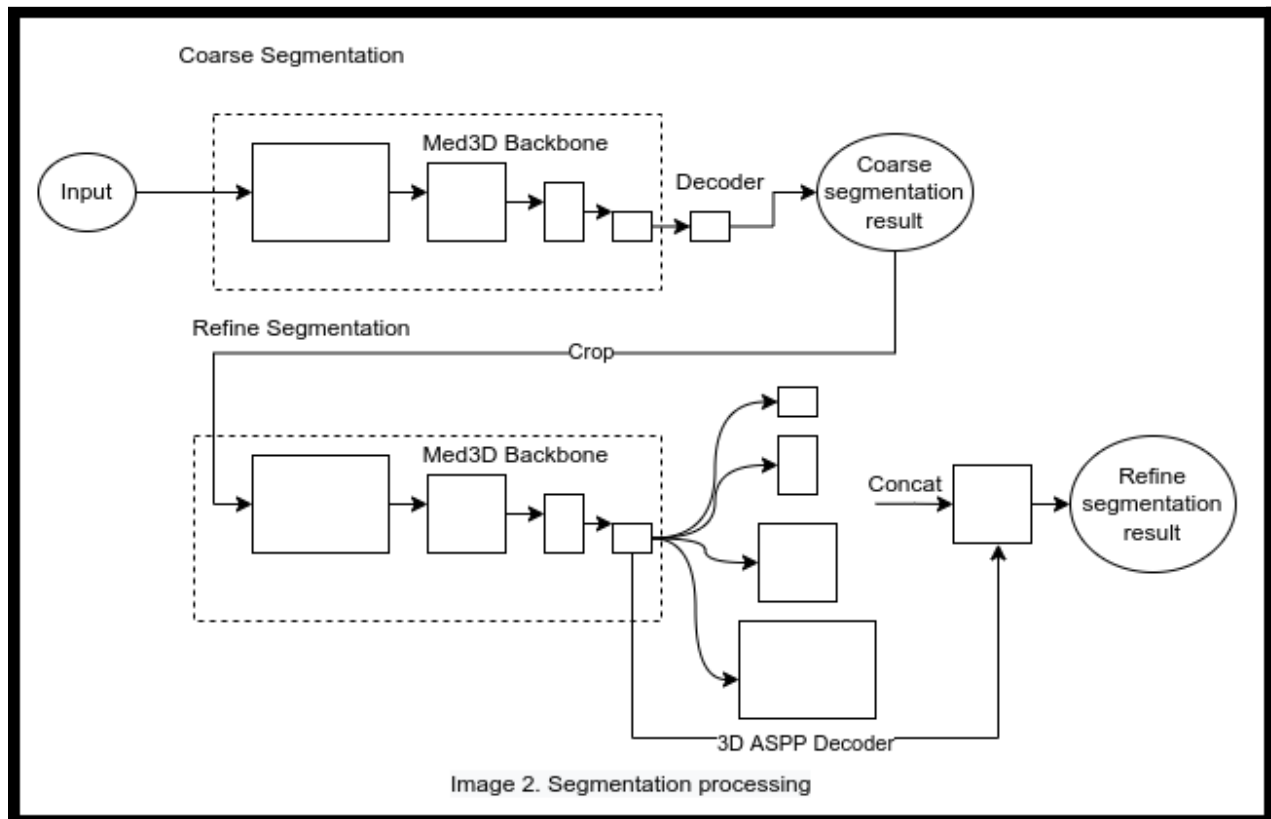 Coarse Segmentation
Med3D Backbone
Input
Decoder
Coarse
segmentation
result
Refine Segmentation
Crop
Med3D Backbone
Concat
Refine
segmentation
result
3D ASPP Decoder
Image 2. Segmentation processing